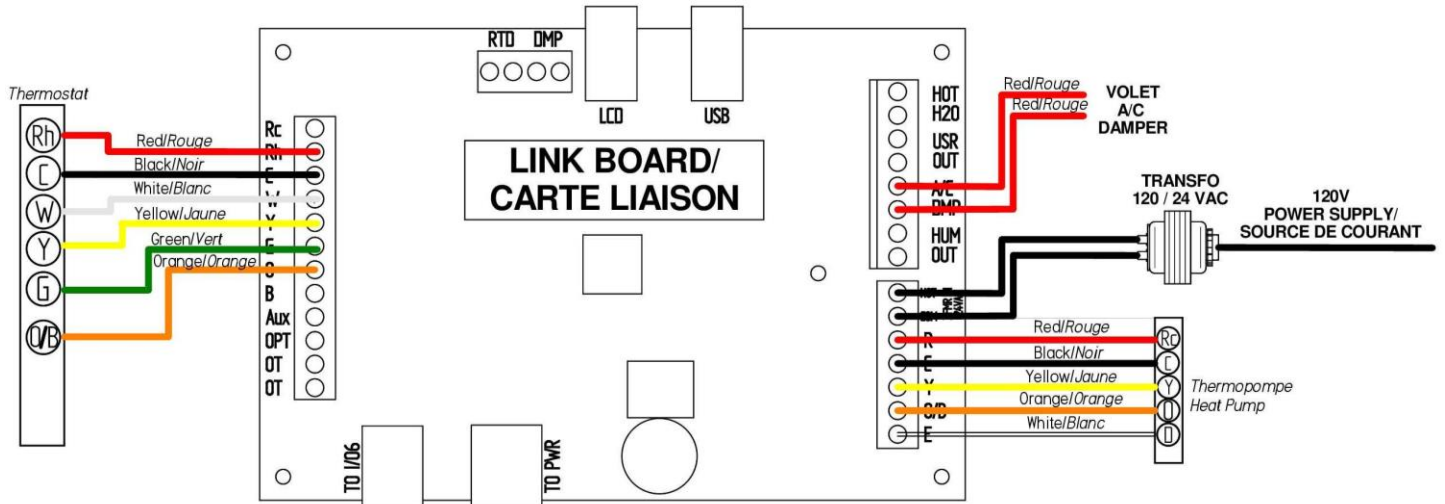 RTD DMP
LCD
USB
Thermostat
Rh
C
W
Y
G
O/B
Red/Rouge
Black/Noir
White/Blanc
Yellow/Jaune
Green/Vert
Orange/Orange
Rc
Rh
C
W
Y
G
O
B
Aux
OPT
OT
OT
LINK BOARD/
CARTE LIAISON
HOT
H20
USR
OUT
A/C
DMP
HUM
OUT
HOT
24VAC
R
C
Y
O/B
E
Red/Rouge
Red/Rouge
VOLET
A/C
DAMPER
TRANSFO
120 / 24 VAC
120V
POWER SUPPLY/
SOURCE DE COURANT
Red/Rouge
Black/Noir
Yellow/Jaune
Orange/Orange
White/Blanc
Rc
C
Y
O
O
Thermopompe
Heat Pump
TO I/O6
TO PWR